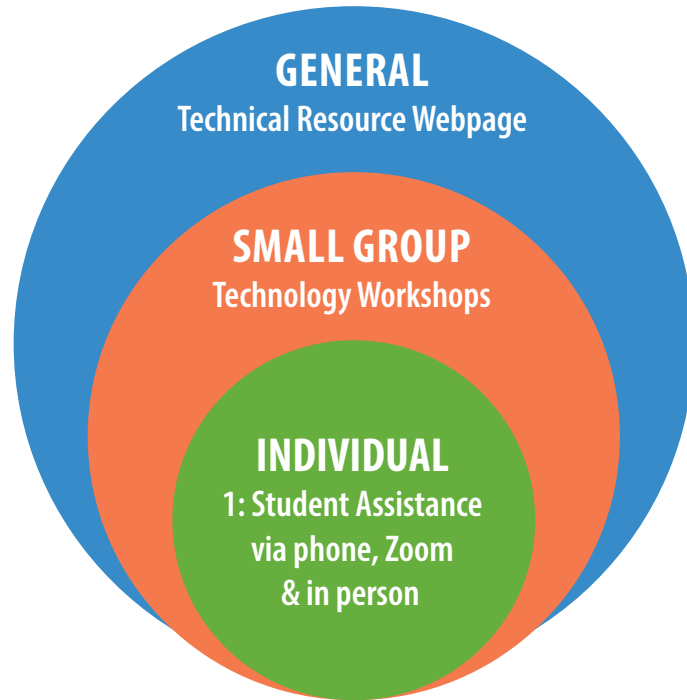 GENERAL
Technical Resource Webpage
SMALL GROUP
Technology Workshops
INDIVIDUAL
1: Student Assistance
via phone, Zoom
& in person